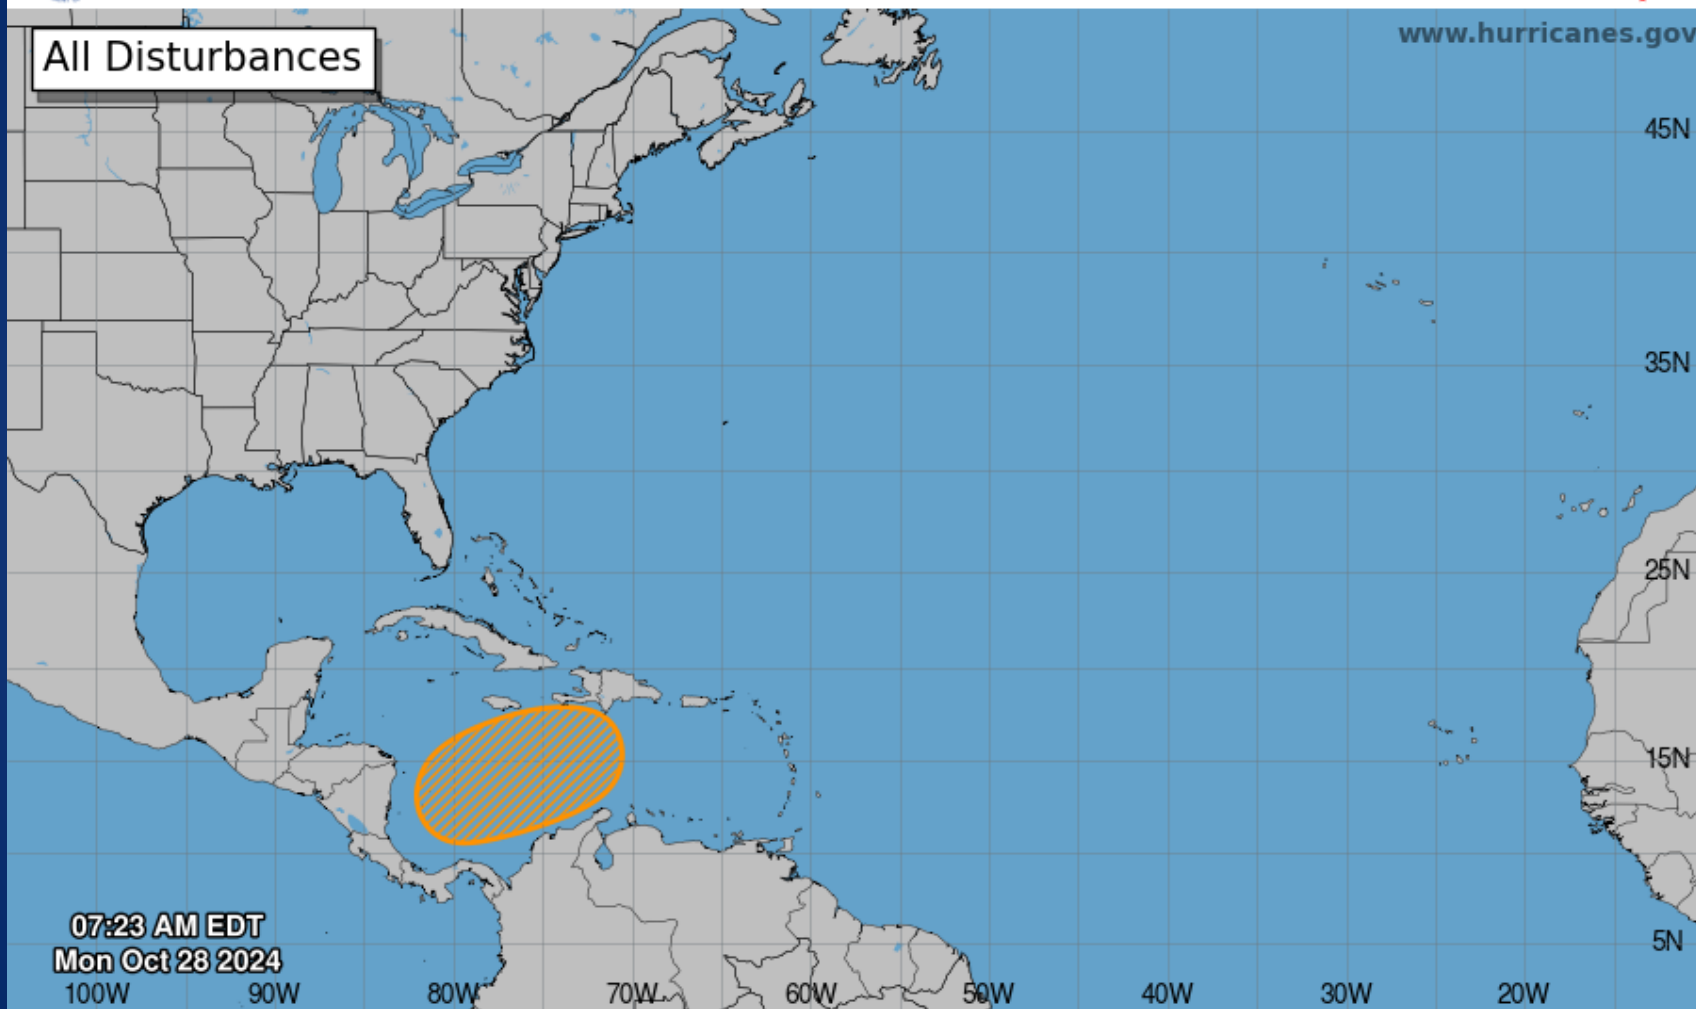 All Disturbances
www.hurricanes.gov
45N
35N
25N
15N
5N
07:23 AM EDT
Mon Oct 28 2024
100W 90W 80W 70W 60W 50W 40W 30W 20W